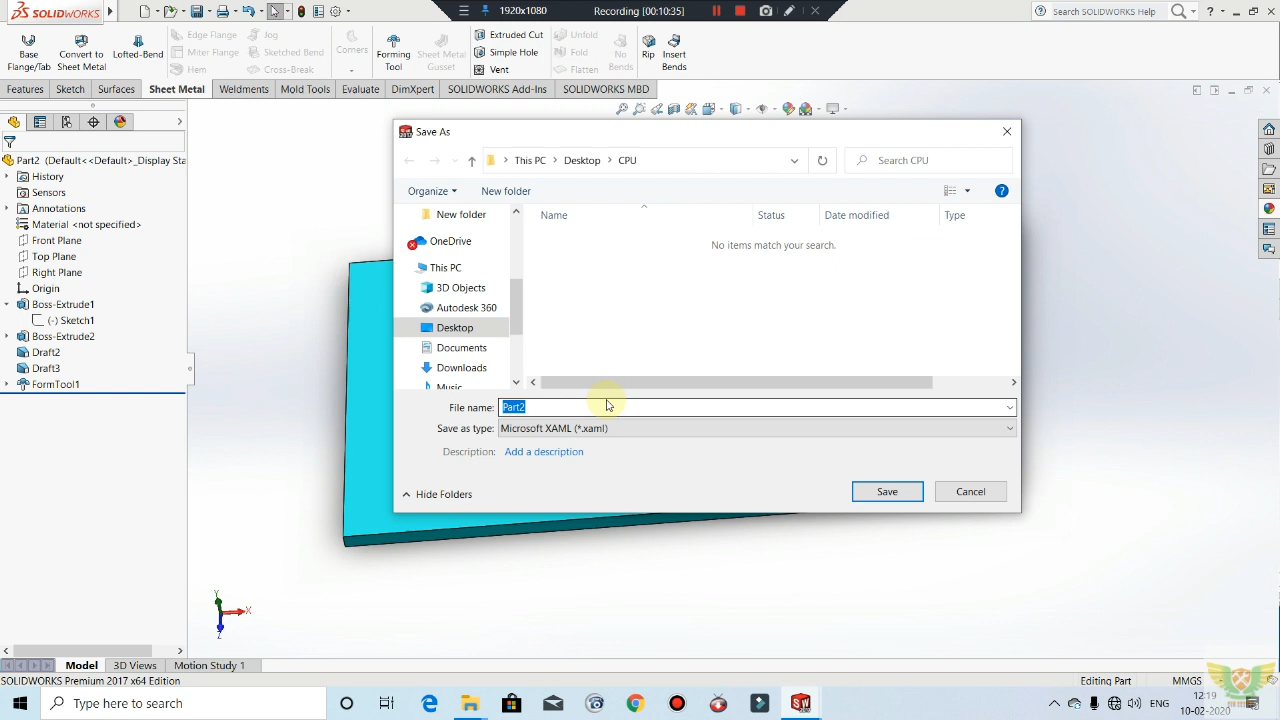 SOLIDWORKS
1920x1080
Recording [00:10:35]
Search SOLIDWORKS Help
Base Flange/Tab
Convert to Sheet Metal
Lofted-Bend
Edge Flange
Miter Flange
Hem
Jog
Sketched Bend
Cross-Break
Corners
Forming Tool
Sheet Metal Gusset
Extruded Cut
Simple Hole
Vent
Unfold
Fold
Flatten
No Bends
Rip
Insert Bends
Features Sketch Surfaces Sheet Metal Weldments Mold Tools Evaluate DimXpert SOLIDWORKS Add-Ins SOLIDWORKS MBD
Part2 (Default<<Default>_Display Sta
History
Sensors
Annotations
Material <not specified>
Front Plane
Top Plane
Right Plane
Origin
Boss-Extrude1
(-) Sketch1
Boss-Extrude2
Draft2
Draft3
FormTool1
Save As
This PC > Desktop > CPU
Search CPU
Organize
New folder
New folder
OneDrive
This PC
3D Objects
Autodesk 360
Desktop
Documents
Downloads
Music
Name Status Date modified Type
No items match your search.
File name: Part2
Save as type: Microsoft XAML (*.xaml)
Description: Add a description
Hide Folders
Save
Cancel
Y
X
Z
Model 3D Views Motion Study 1
SOLIDWORKS Premium 2017 x64 Edition
Editing Part
MMGS
Type here to search
ENG
12:19
10-02-2020